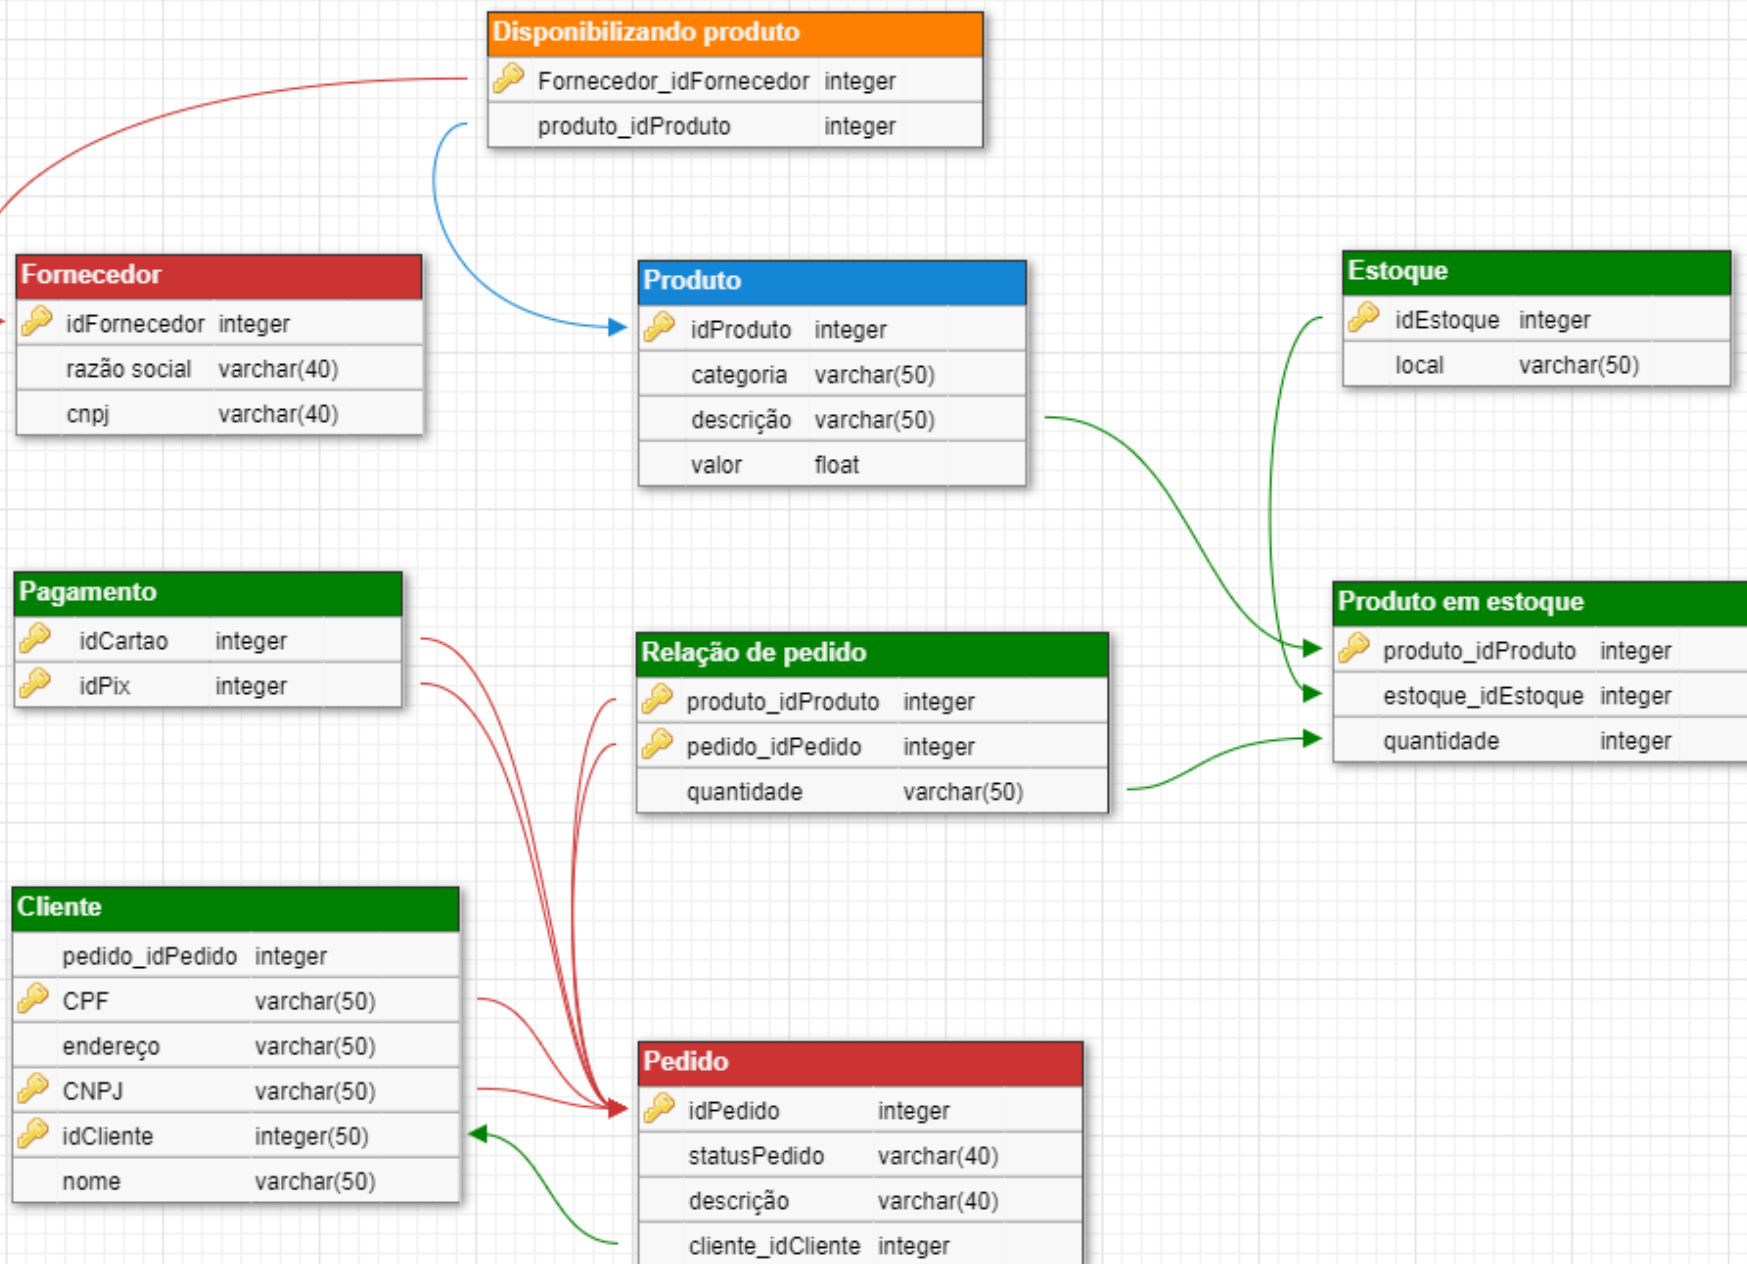 Disponibilizando produto
Fornecedor_idFornecedor integer
produto_idProduto integer
Fornecedor
idFornecedor integer
razão social varchar(40)
cnpj varchar(40)
Produto
idProduto integer
categoria varchar(50)
descrição varchar(50)
valor float
Estoque
idEstoque integer
local varchar(50)
Pagamento
idCartao integer
idPix integer
Relação de pedido
produto_idProduto integer
pedido_idPedido integer
quantidade varchar(50)
Produto em estoque
produto_idProduto integer
estoque_idEstoque integer
quantidade integer
Cliente
pedido_idPedido integer
CPF varchar(50)
endereço varchar(50)
CNPJ varchar(50)
idCliente integer(50)
nome varchar(50)
Pedido
idPedido integer
statusPedido varchar(40)
descrição varchar(40)
cliente_idCliente integer